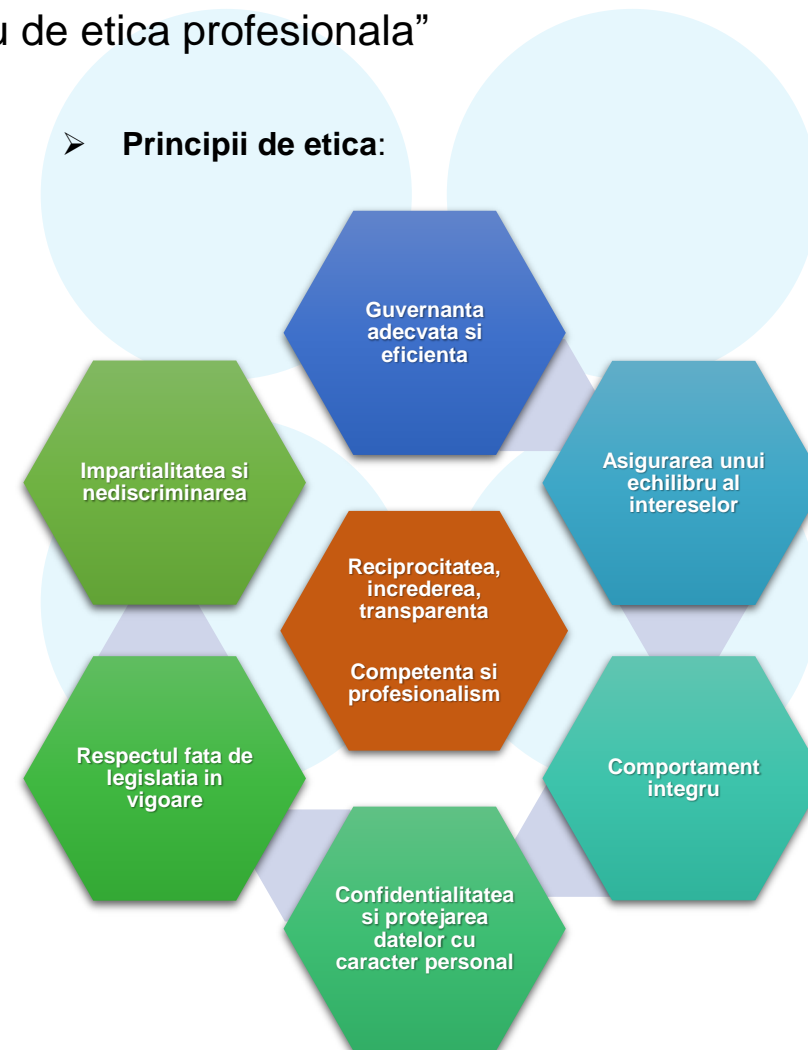 u de etica profesionala”
➢ Principii de etica:
Guvernanta
adecvata si
eficienta
Impartialitatea si
nediscriminarea
Asigurarea unui
echilibru al
intereselor
Reciprocitatea,
increderea,
transparenta
Competenta si
profesionalism
Respectul fata de
legislatia in
vigoare
Comportament
integru
Confidentialitatea
si protejarea
datelor cu
caracter personal